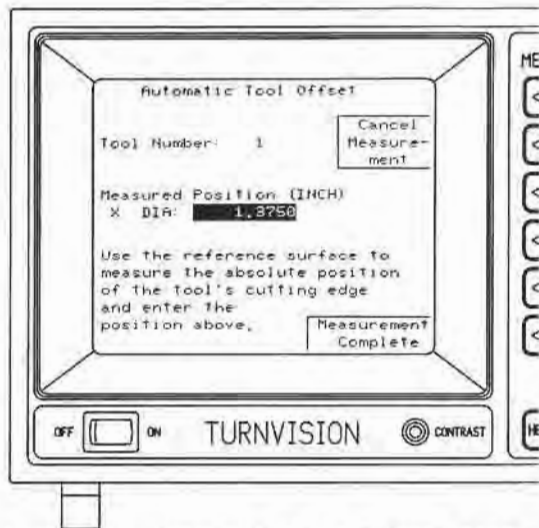 Automatic Tool Offset
Cancel
Measure-
ment
Tool Number: 1
Measured Position (INCH)
X DIA: 1.3750
Use the reference surface to
measure the absolute position
of the tool's cutting edge
and enter the
position above.
Measurement
Complete
OFF ON TURNVISION CONTRAST